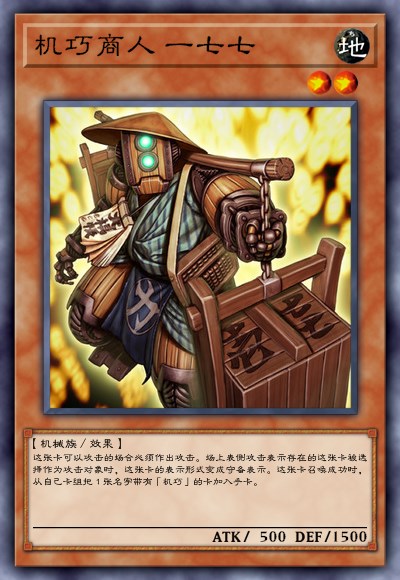 机巧商人 一七七
地
【机械族／效果】
这张卡可以攻击的场合必须作出攻击。场上表侧攻击表示存在的这张卡被选
择作为攻击对象时，这张卡的表示形式变成守备表示。这张卡召唤成功时，
从自己卡组把1张名字带有「机巧」的卡加入手卡。
ATK/ 500 DEF/1500